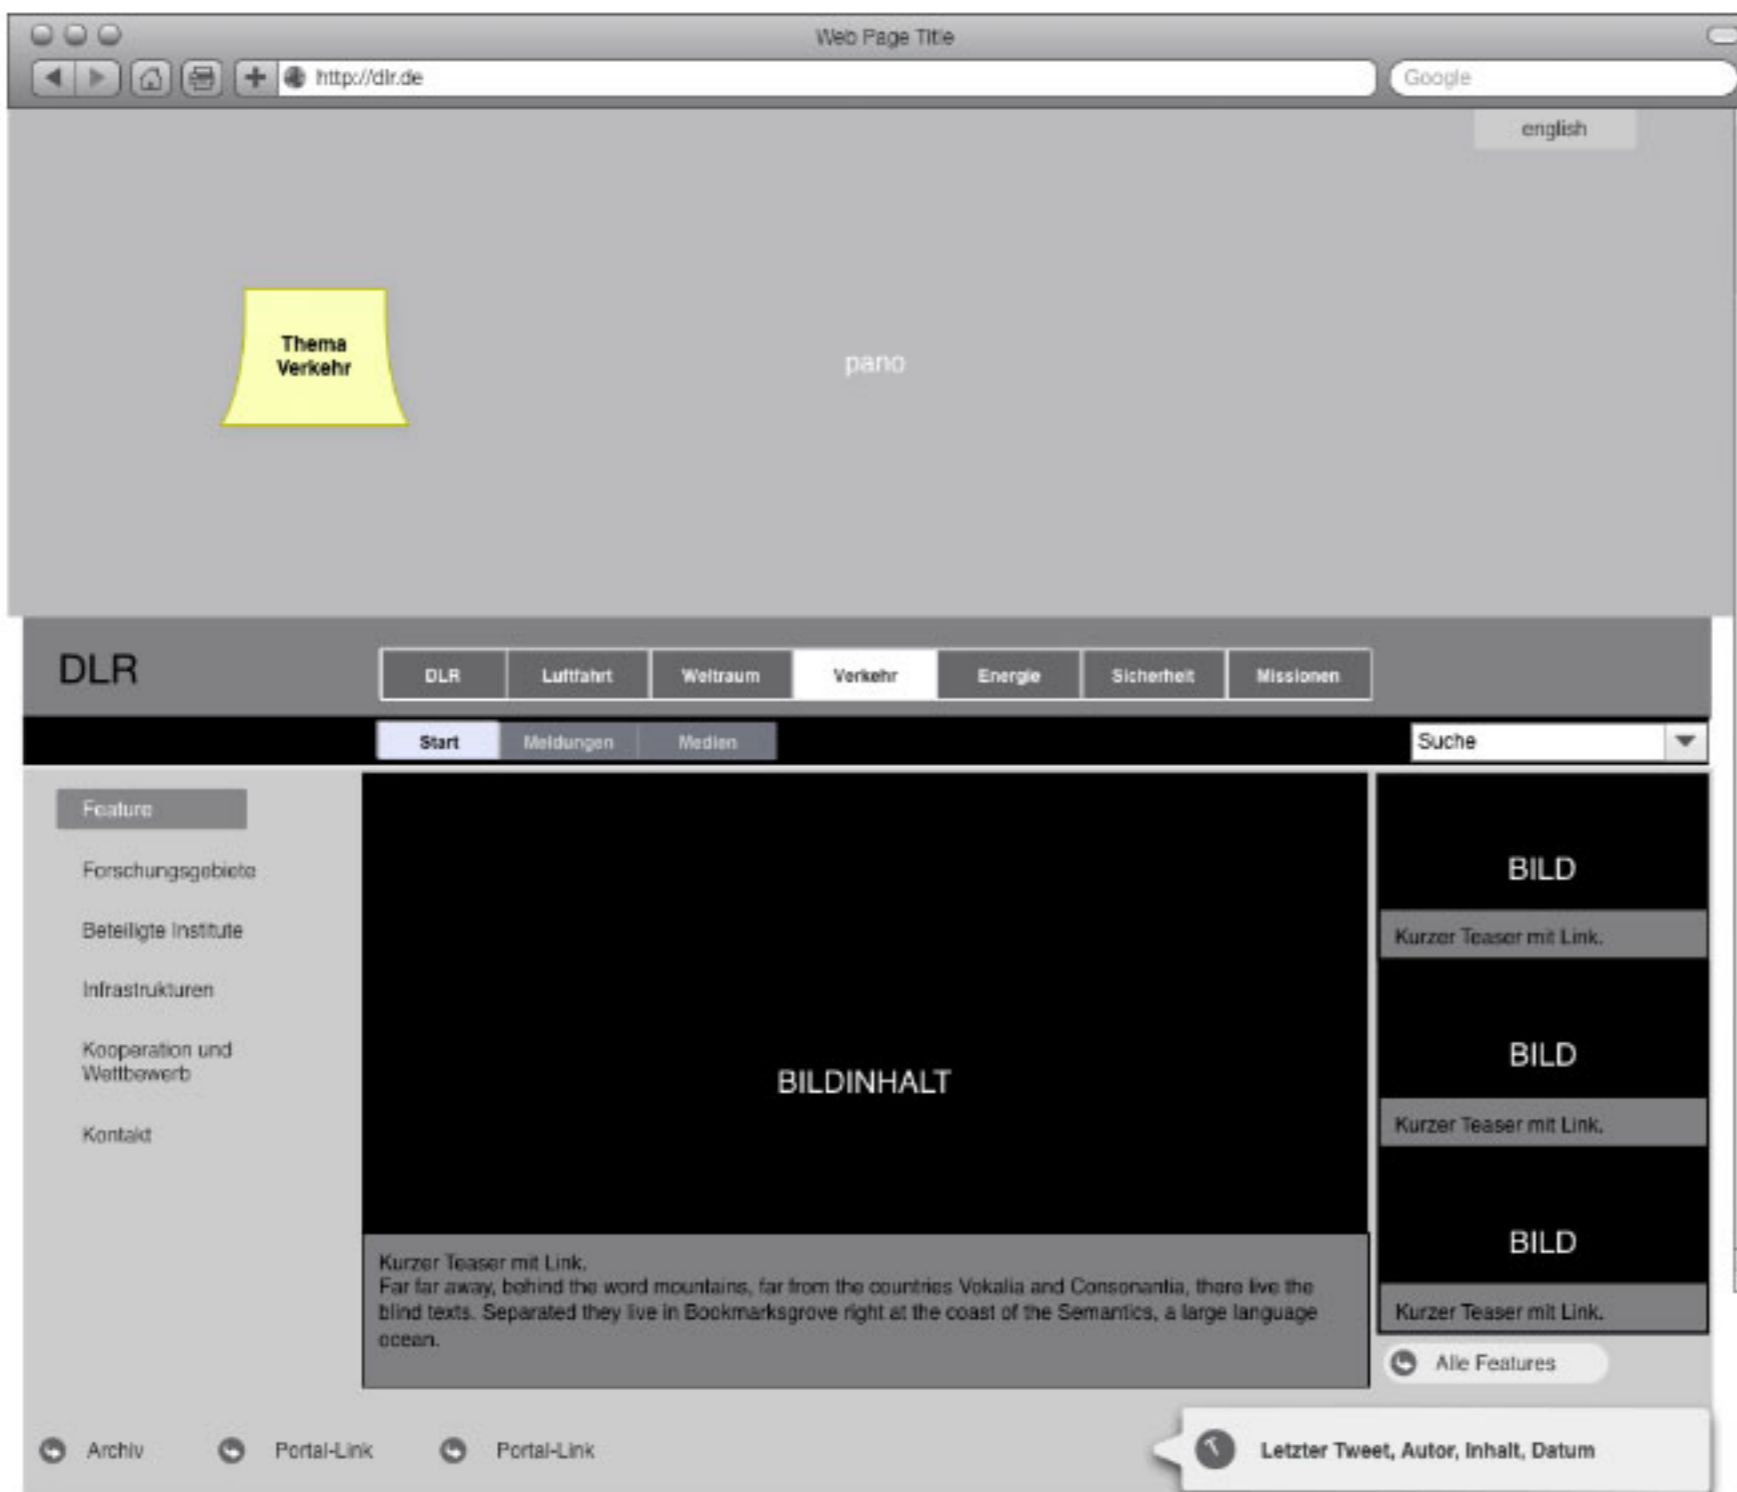 Web Page Title
http://dlr.de
Google
english
Thema
Verkehr
pano
DLR
DLR
Luftfahrt
Weltraum
Verkehr
Energie
Sicherheit
Missionen
Start
Meldungen
Medien
Suche
Feature
Forschungsgebiete
Beteiligte Institute
Infrastrukturen
Kooperation und
Wettbewerb
Kontakt
BILDINHALT
Kurzer Teaser mit Link.
Far far away, behind the word mountains, far from the countries Vokalia and Consonantia, there live the
blind texts. Separated they live in Bookmarksgrove right at the coast of the Semantics, a large language
ocean.
BILD
Kurzer Teaser mit Link.
BILD
Kurzer Teaser mit Link.
BILD
Kurzer Teaser mit Link.
Alle Features
Archiv
Portal-Link
Portal-Link
Letzter Tweet, Autor, Inhalt, Datum